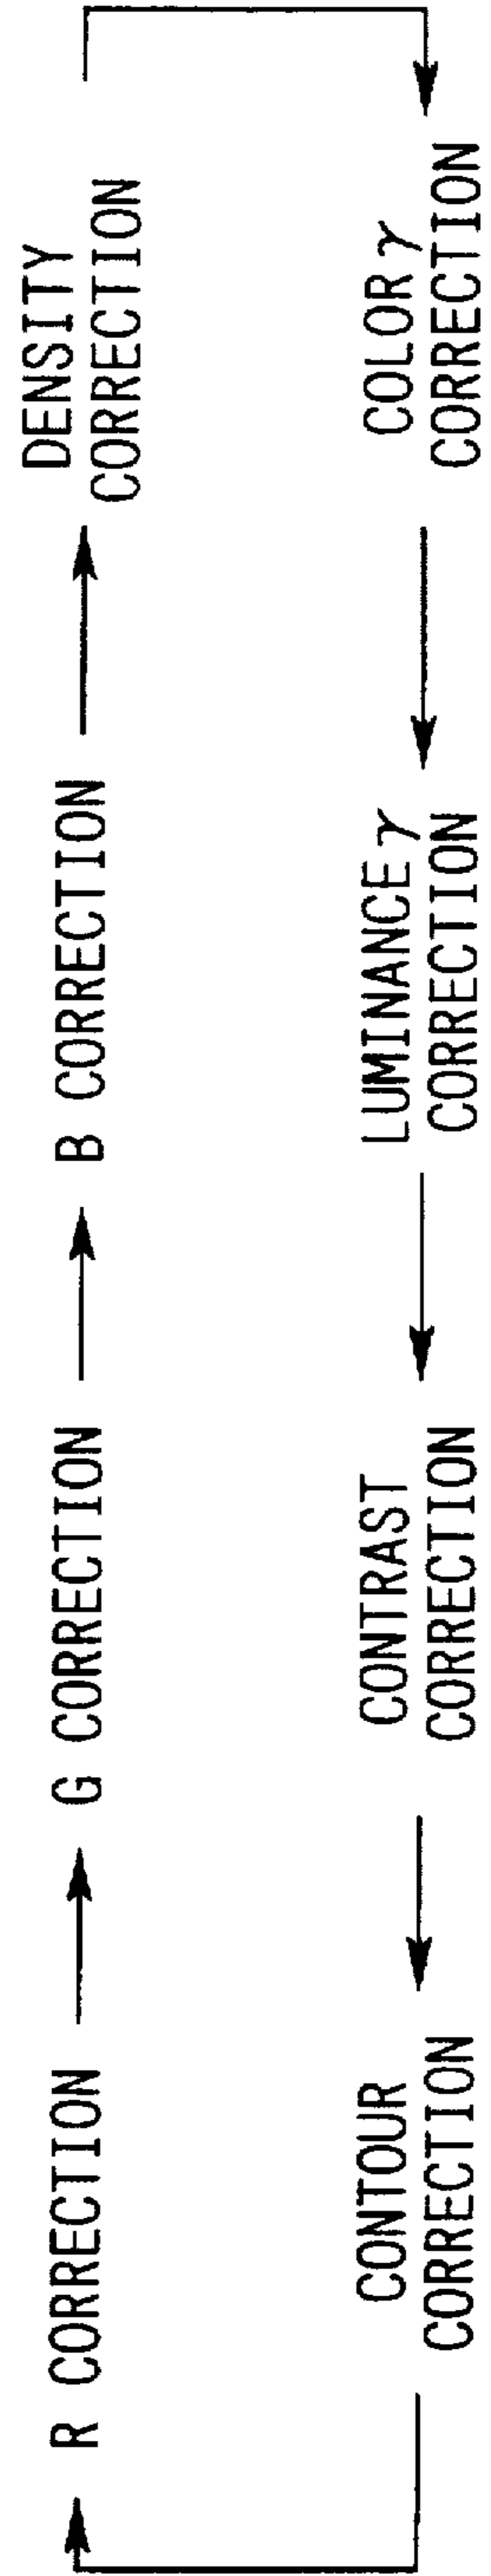 R CORRECTION
G CORRECTION
B CORRECTION
DENSITY
CORRECTION
COLOR γ
CORRECTION
LUMINANCE γ
CORRECTION
CONTRAST
CORRECTION
CONTOUR
CORRECTION